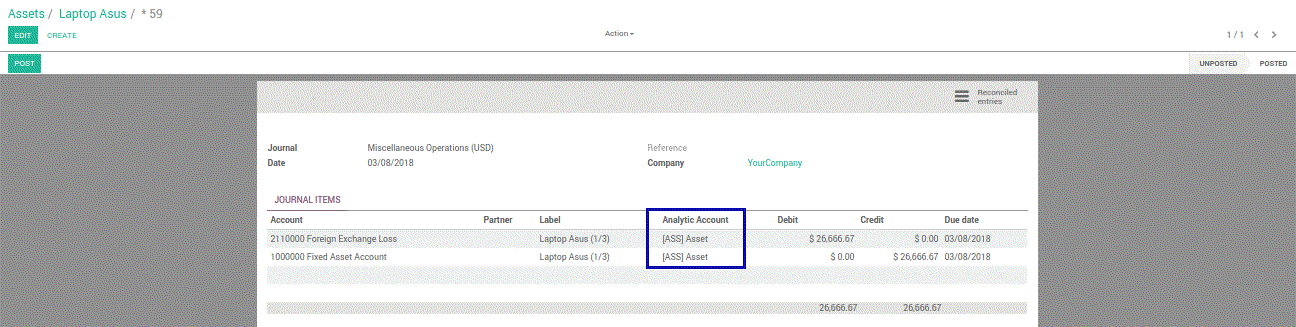 Assets / Laptop Asus / * 59
EDIT CREATE Action 1 / 1
POST UNPOSTED POSTED
Reconciled
entries
Journal Miscellaneous Operations (USD) Reference
Date 03/08/2018 Company YourCompany
JOURNAL ITEMS
Account Partner Label Analytic Account Debit Credit Due date
2110000 Foreign Exchange Loss Laptop Asus (1/3) [ASS] Asset $ 26,666.67 $ 0.00 03/08/2018
1000000 Fixed Asset Account Laptop Asus (1/3) [ASS] Asset $ 0.00 $ 26,666.67 03/08/2018
26,666.67 26,666.67